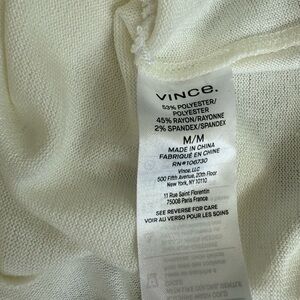 VINCE.
53% POLYESTER/
POLYESTER
45% RAYON/RAYONNE
2% SPANDEX/SPANDEX
M/M
MADE IN CHINA
FABRIQUÉ EN CHINE
RN#106730
Vince, LLC
500 Fifth Avenue, 20th Floor
New York, NY 10110
11 Rue Saint Florentin
75008 Paris France
SEE REVERSE FOR CARE
VOIR AU VERSO POUR LES SOINS